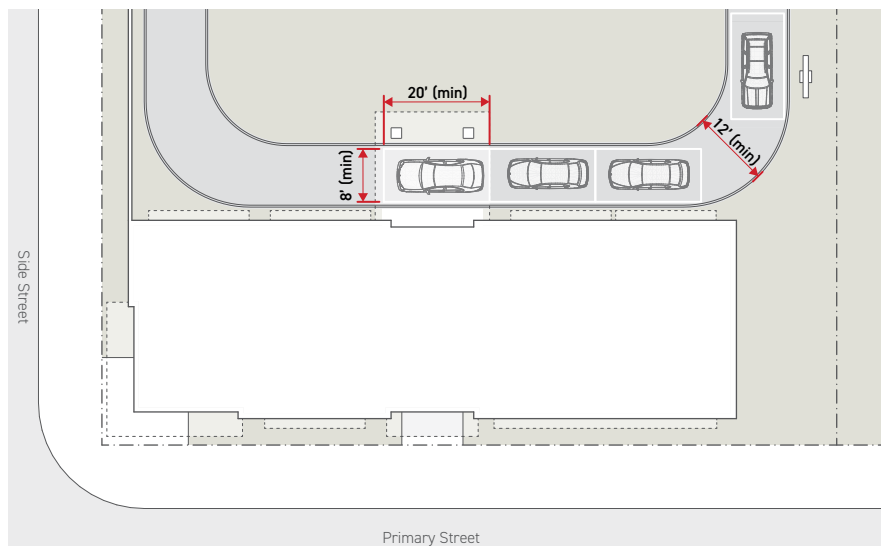 20' (min)
12' (min)
8' (min)
Side Street
Primary Street